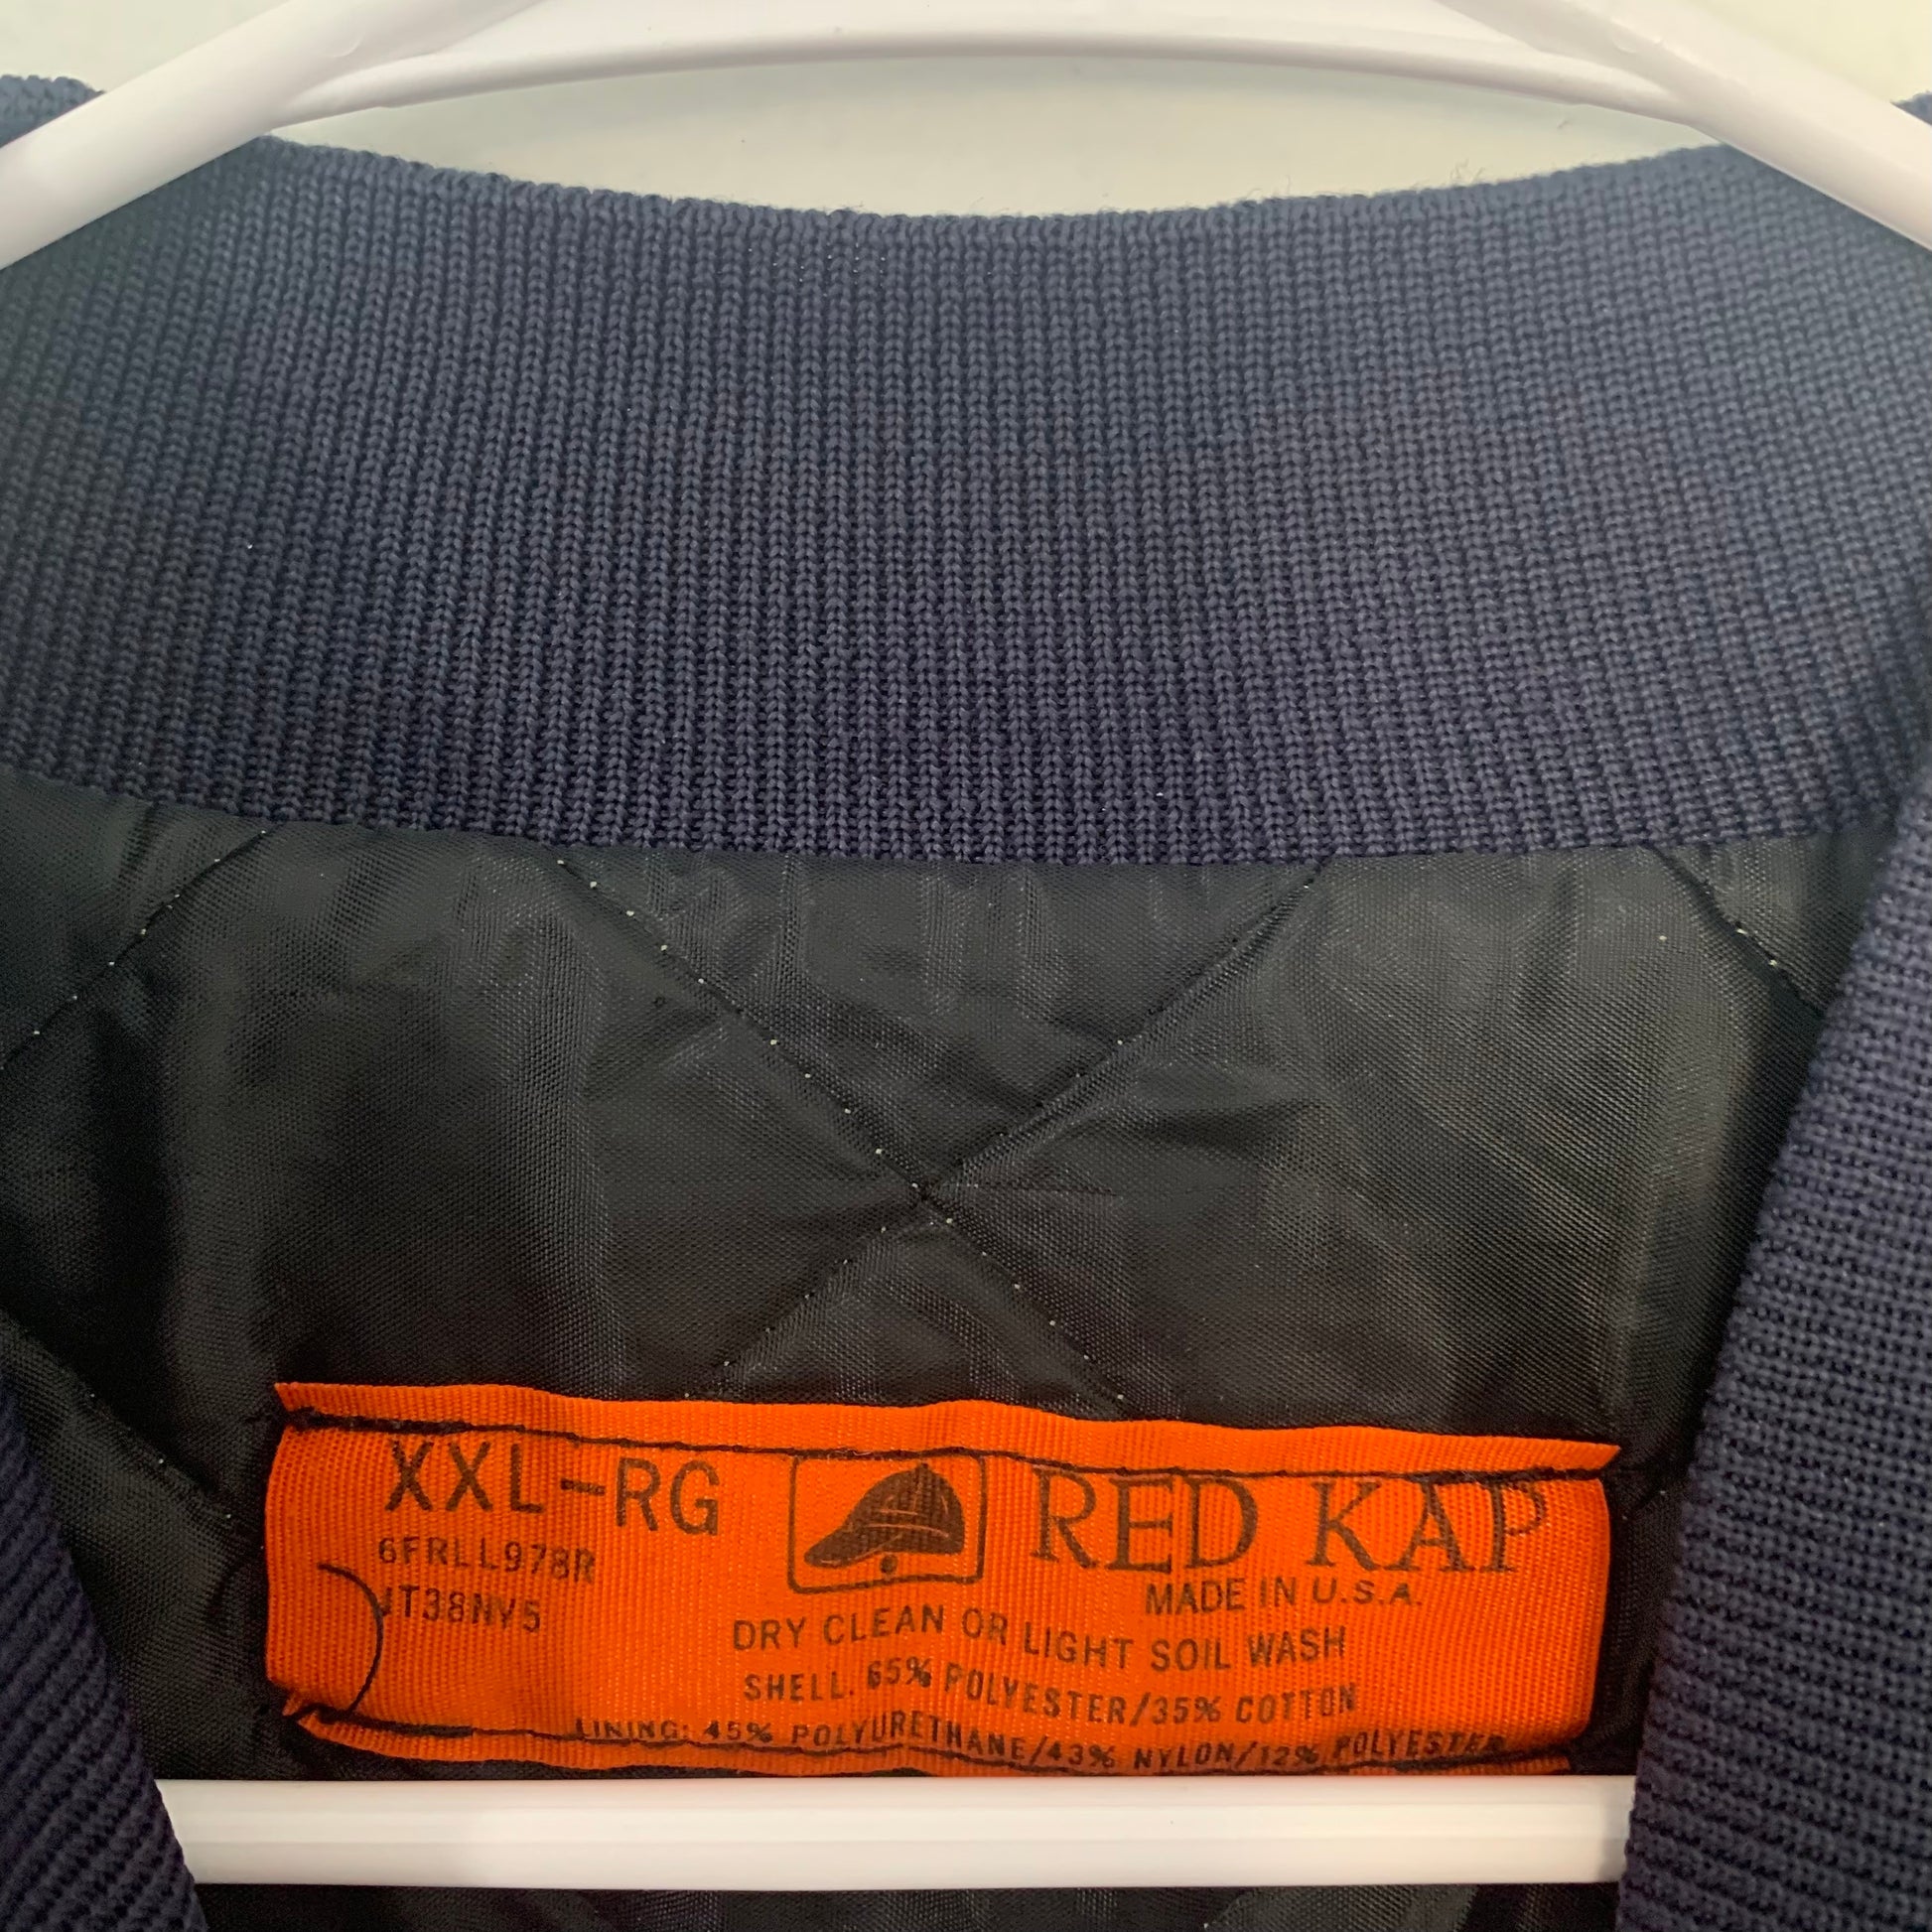 XXL-RG
RED KAP
6FRLL978R
MADE IN U.S.A.
JT38NV5
DRY CLEAN OR LIGHT SOIL WASH
SHELL. 65% POLYESTER/35% COTTON
LINING: 45% POLYURETHANE/43% NYLON/12% POLYESTER